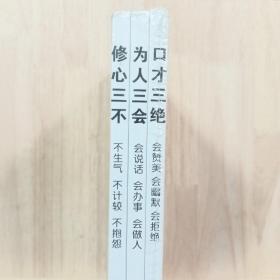 修心三不
不生气 不计较 不抱怨
为人三会
会说话 会办事 会做人
口才三绝
会赞美 会幽默 会拒绝